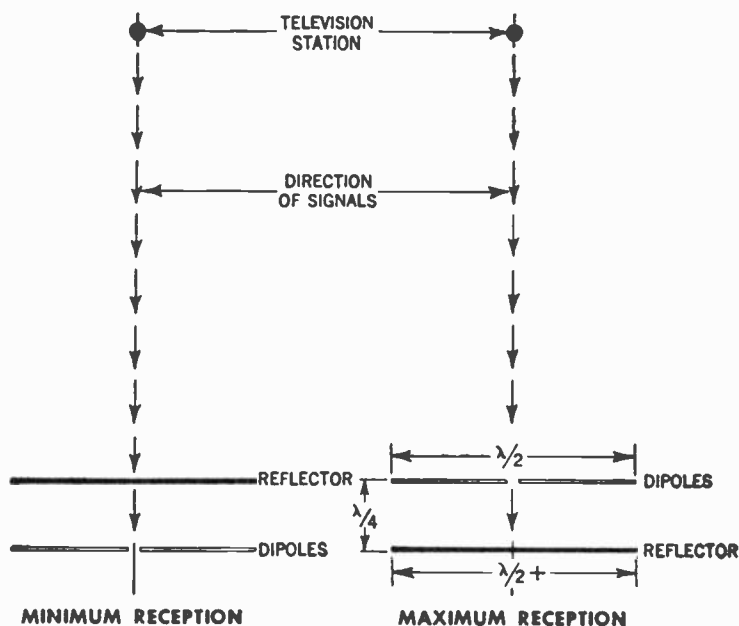 TELEVISION
STATION
DIRECTION
OF SIGNALS
λ/2
REFLECTOR
DIPOLES
λ/4
DIPOLES
REFLECTOR
λ/2 +
MINIMUM RECEPTION
MAXIMUM RECEPTION